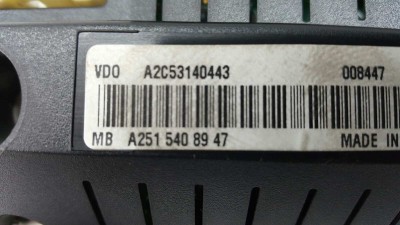 VDO A2C53140443 008447
MB A251 540 89 47 MADE IN